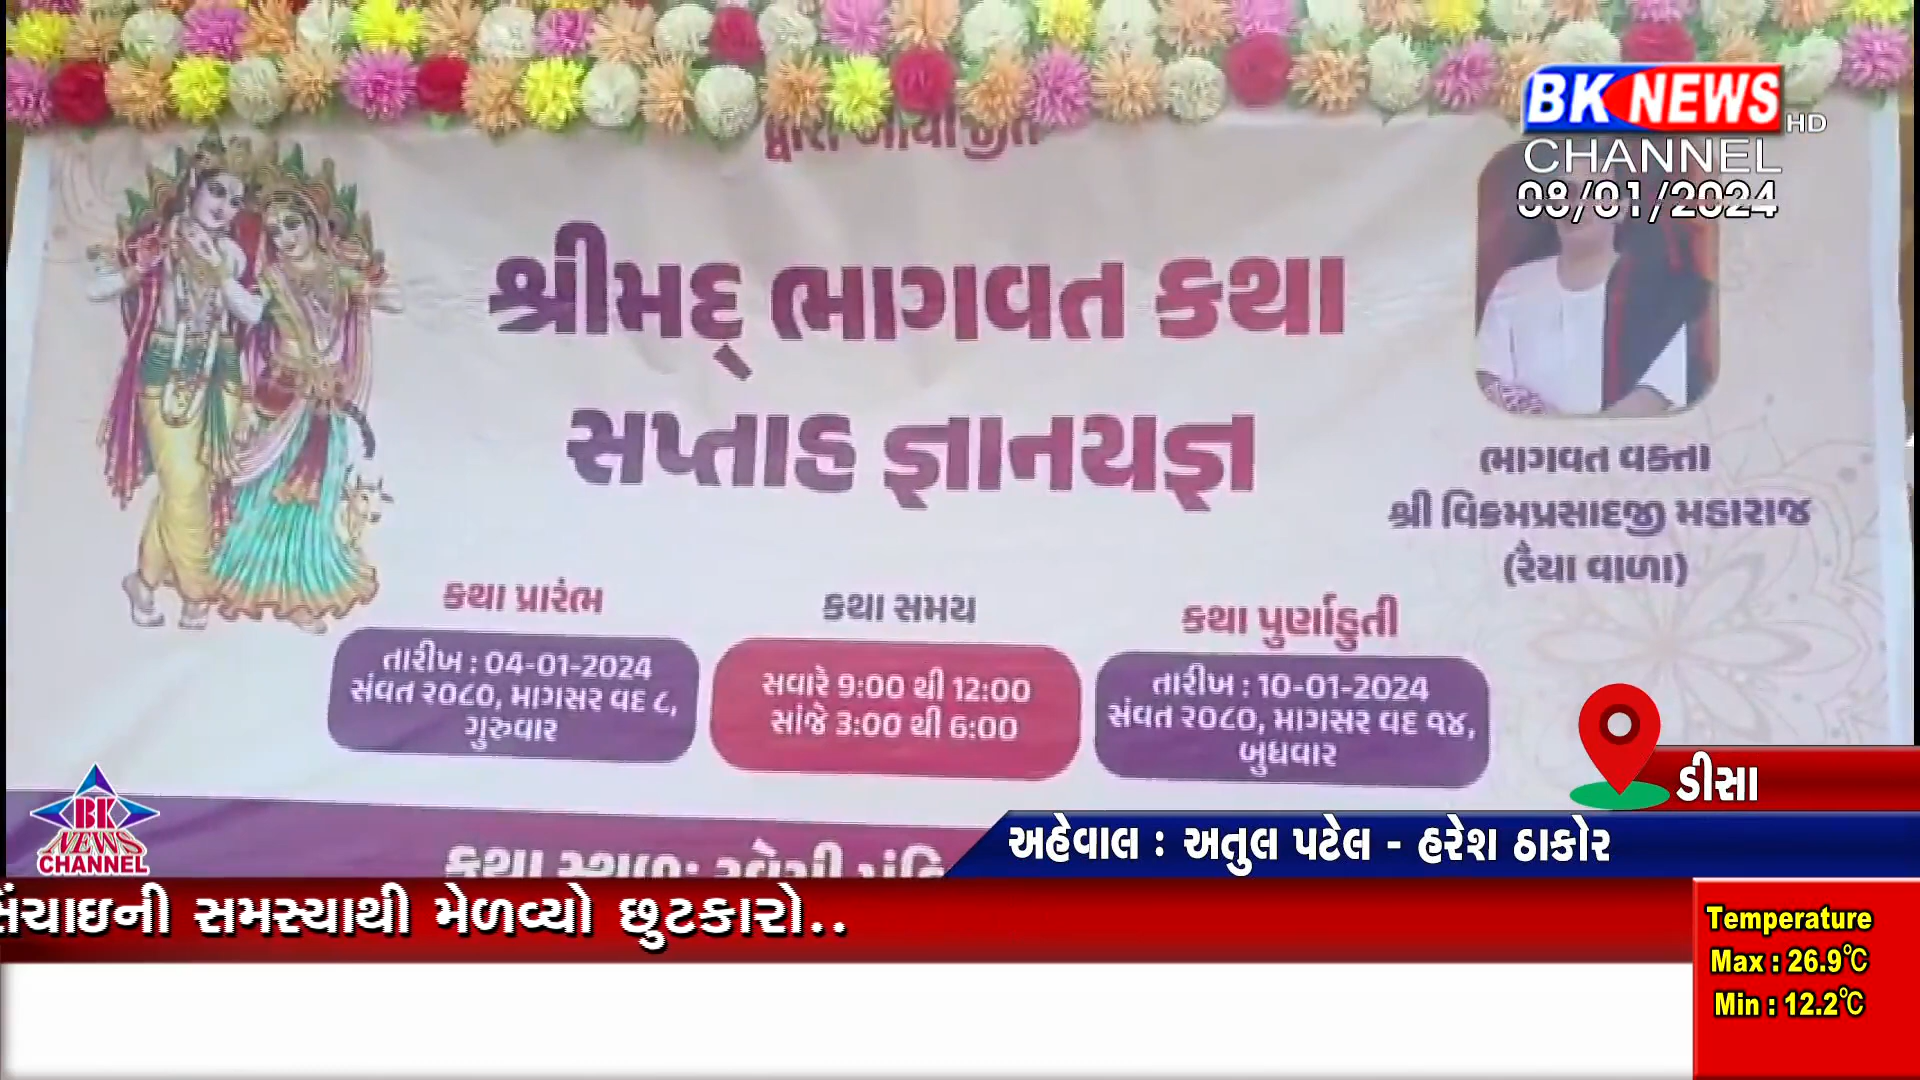 BK NEWS
HD
CHANNEL
08/01/2024
શ્રીમદ્ ભાગવત કથા
સપ્તાહ જ્ઞાનયજ્ઞ
ભાગવત વક્તા
શ્રી વિક્રમપ્રસાદજી મહારાજ
(રૈયા વાળા)
કથા પ્રારંભ
તારીખ : 04-01-2024
સંવત ૨૦૮૦, માગસર વદ ૮,
ગુરુવાર
કથા સમય
સવારે 9:00 થી 12:00
સાંજે 3:00 થી 6:00
કથા પુર્ણાહુતી
તારીખ : 10-01-2024
સંવત ૨૦૮૦, માગસર વદ ૧૪,
બુધવાર
ડીસા
BK
NEWS
CHANNEL
અહેવાલ : અતુલ પટેલ - હરેશ ઠાકોર
કથા સ્થળ:
સિંચાઇની સમસ્યાથી મેળવ્યો છુટકારો..
Temperature
Max : 26.9℃
Min : 12.2℃